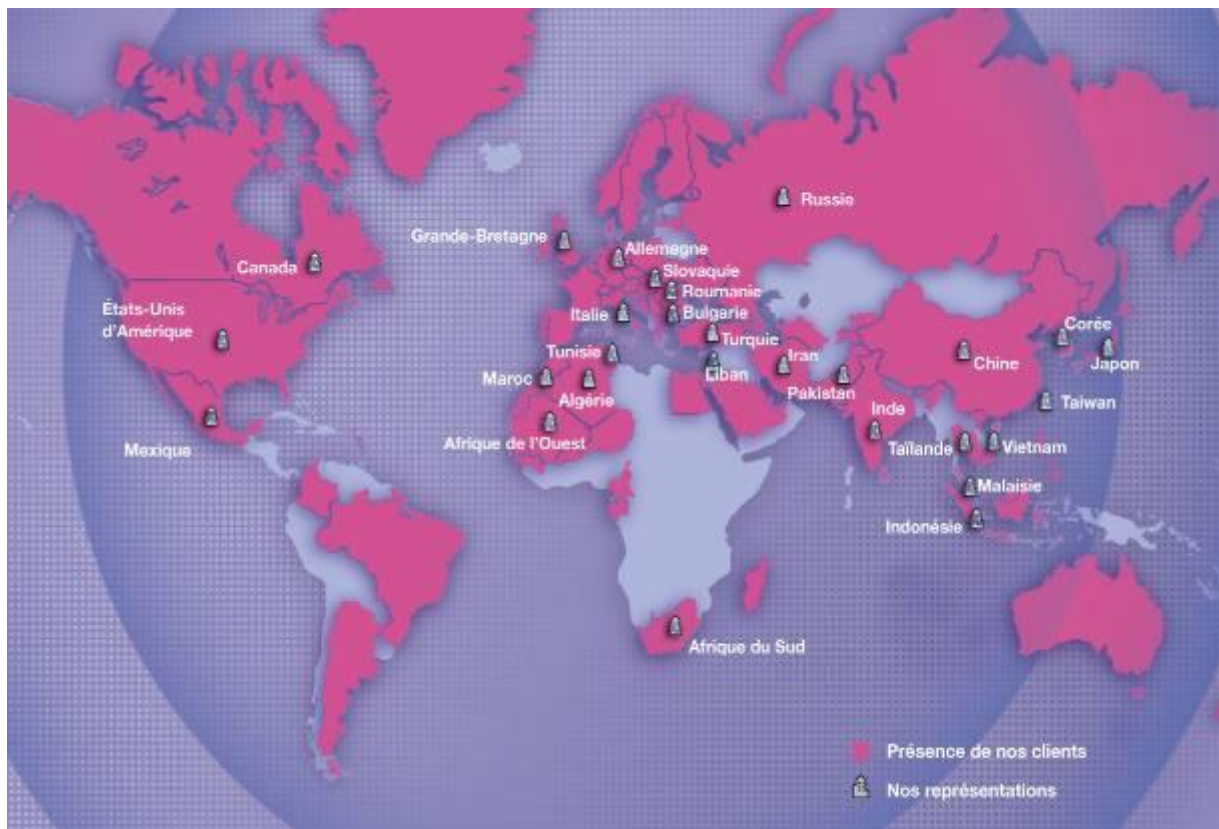 Russie
Grande-Bretagne
Allemagne
Canada
Slovaquie
Roumanie
États-Unis
d'Amérique
Italie
Bulgarie
Corée
Turquie
Tunisie
Iran
Chine
Japon
Maroc
Liban
Pakistan
Algérie
Taiwan
Inde
Afrique de l'Ouest
Mexique
Taïlande
Vietnam
Malaisie
Indonésie
Afrique du Sud
Présence de nos clients
Nos représentations